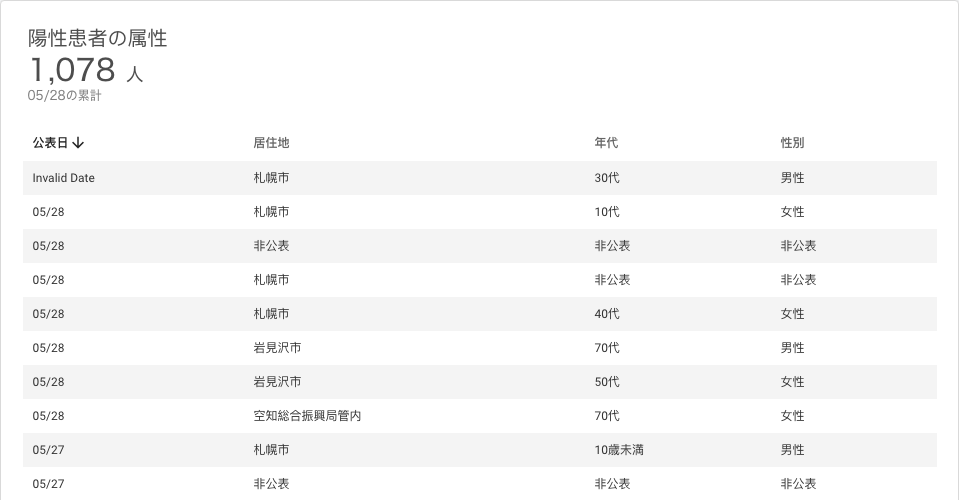 陽性患者の属性
1,078 人
05/28の累計
公表日↓ 居住地 年代 性別
Invalid Date 札幌市 30代 男性
05/28 札幌市 10代 女性
05/28 非公表 非公表 非公表
05/28 札幌市 非公表 非公表
05/28 札幌市 40代 女性
05/28 岩見沢市 70代 男性
05/28 岩見沢市 50代 女性
05/28 空知総合振興局管内 70代 女性
05/27 札幌市 10歳未満 男性
05/27 非公表 非公表 非公表